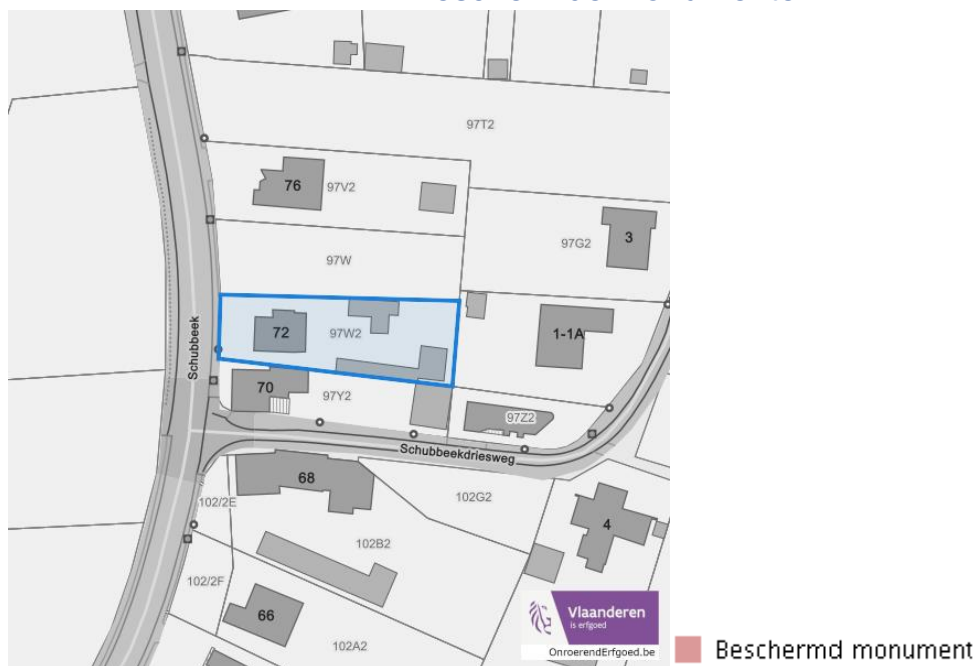 97T2
76
97V2
97G2
3
97W
72
97W2
1-1A
Schubbeek
70
97Y2
97Z2
Schubbeekdriesweg
68
102G2
102/2E
4
102B2
102/2F
66
102A2
Vlaanderen
is erfgoed
OnroerendErfgoed.be
Beschermd monument